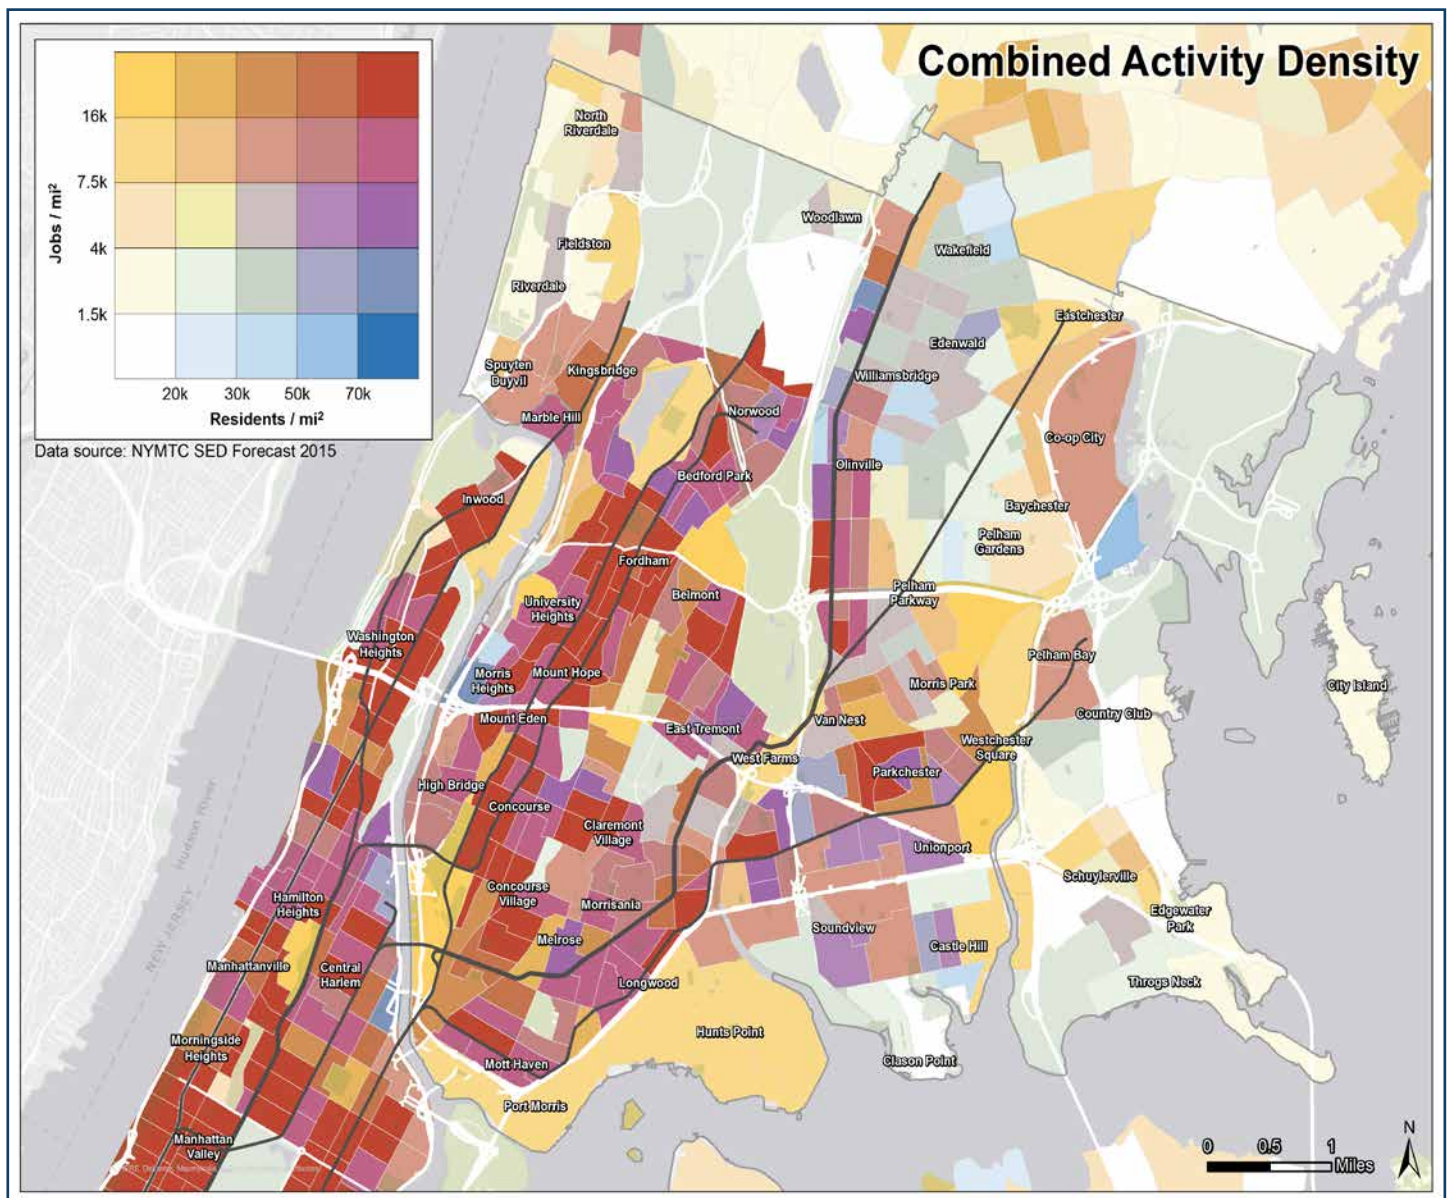 Combined Activity Density
16k
7.5k
4k
1.5k
Jobs / mi²
20k 30k 50k 70k
Residents / mi²
Data source: NYMTC SED Forecast 2015
North
Riverdale
Woodlawn
Fieldston
Wakefield
Riverdale
Eastchester
Edenwald
Spuyten
Duyvil
Kingsbridge
Williamsbridge
Marble Hill
Norwood
Co-op City
Olinville
Bedford Park
Inwood
Baychester
Pelham
Gardens
Fordham
Pelham
Parkway
Belmont
University
Heights
Washington
Heights
Pelham Bay
Mount Hope
Morris
Heights
Morris Park
City Island
Country Club
Mount Eden
Van Nest
East Tremont
Westchester
Square
West Farms
Parkchester
High Bridge
Concourse
Claremont
Village
Unionport
Hudson River
Schuylerville
Concourse
Village
Hamilton
Heights
Morrisania
Edgewater
Park
Soundview
Melrose
Castle Hill
NEW JERSEY
Manhattanville
Central
Harlem
Longwood
Throgs Neck
Hunts Point
Morningside
Heights
Mott Haven
Clason Point
Port Morris
Manhattan
Valley
N
0 0.5 1
Miles